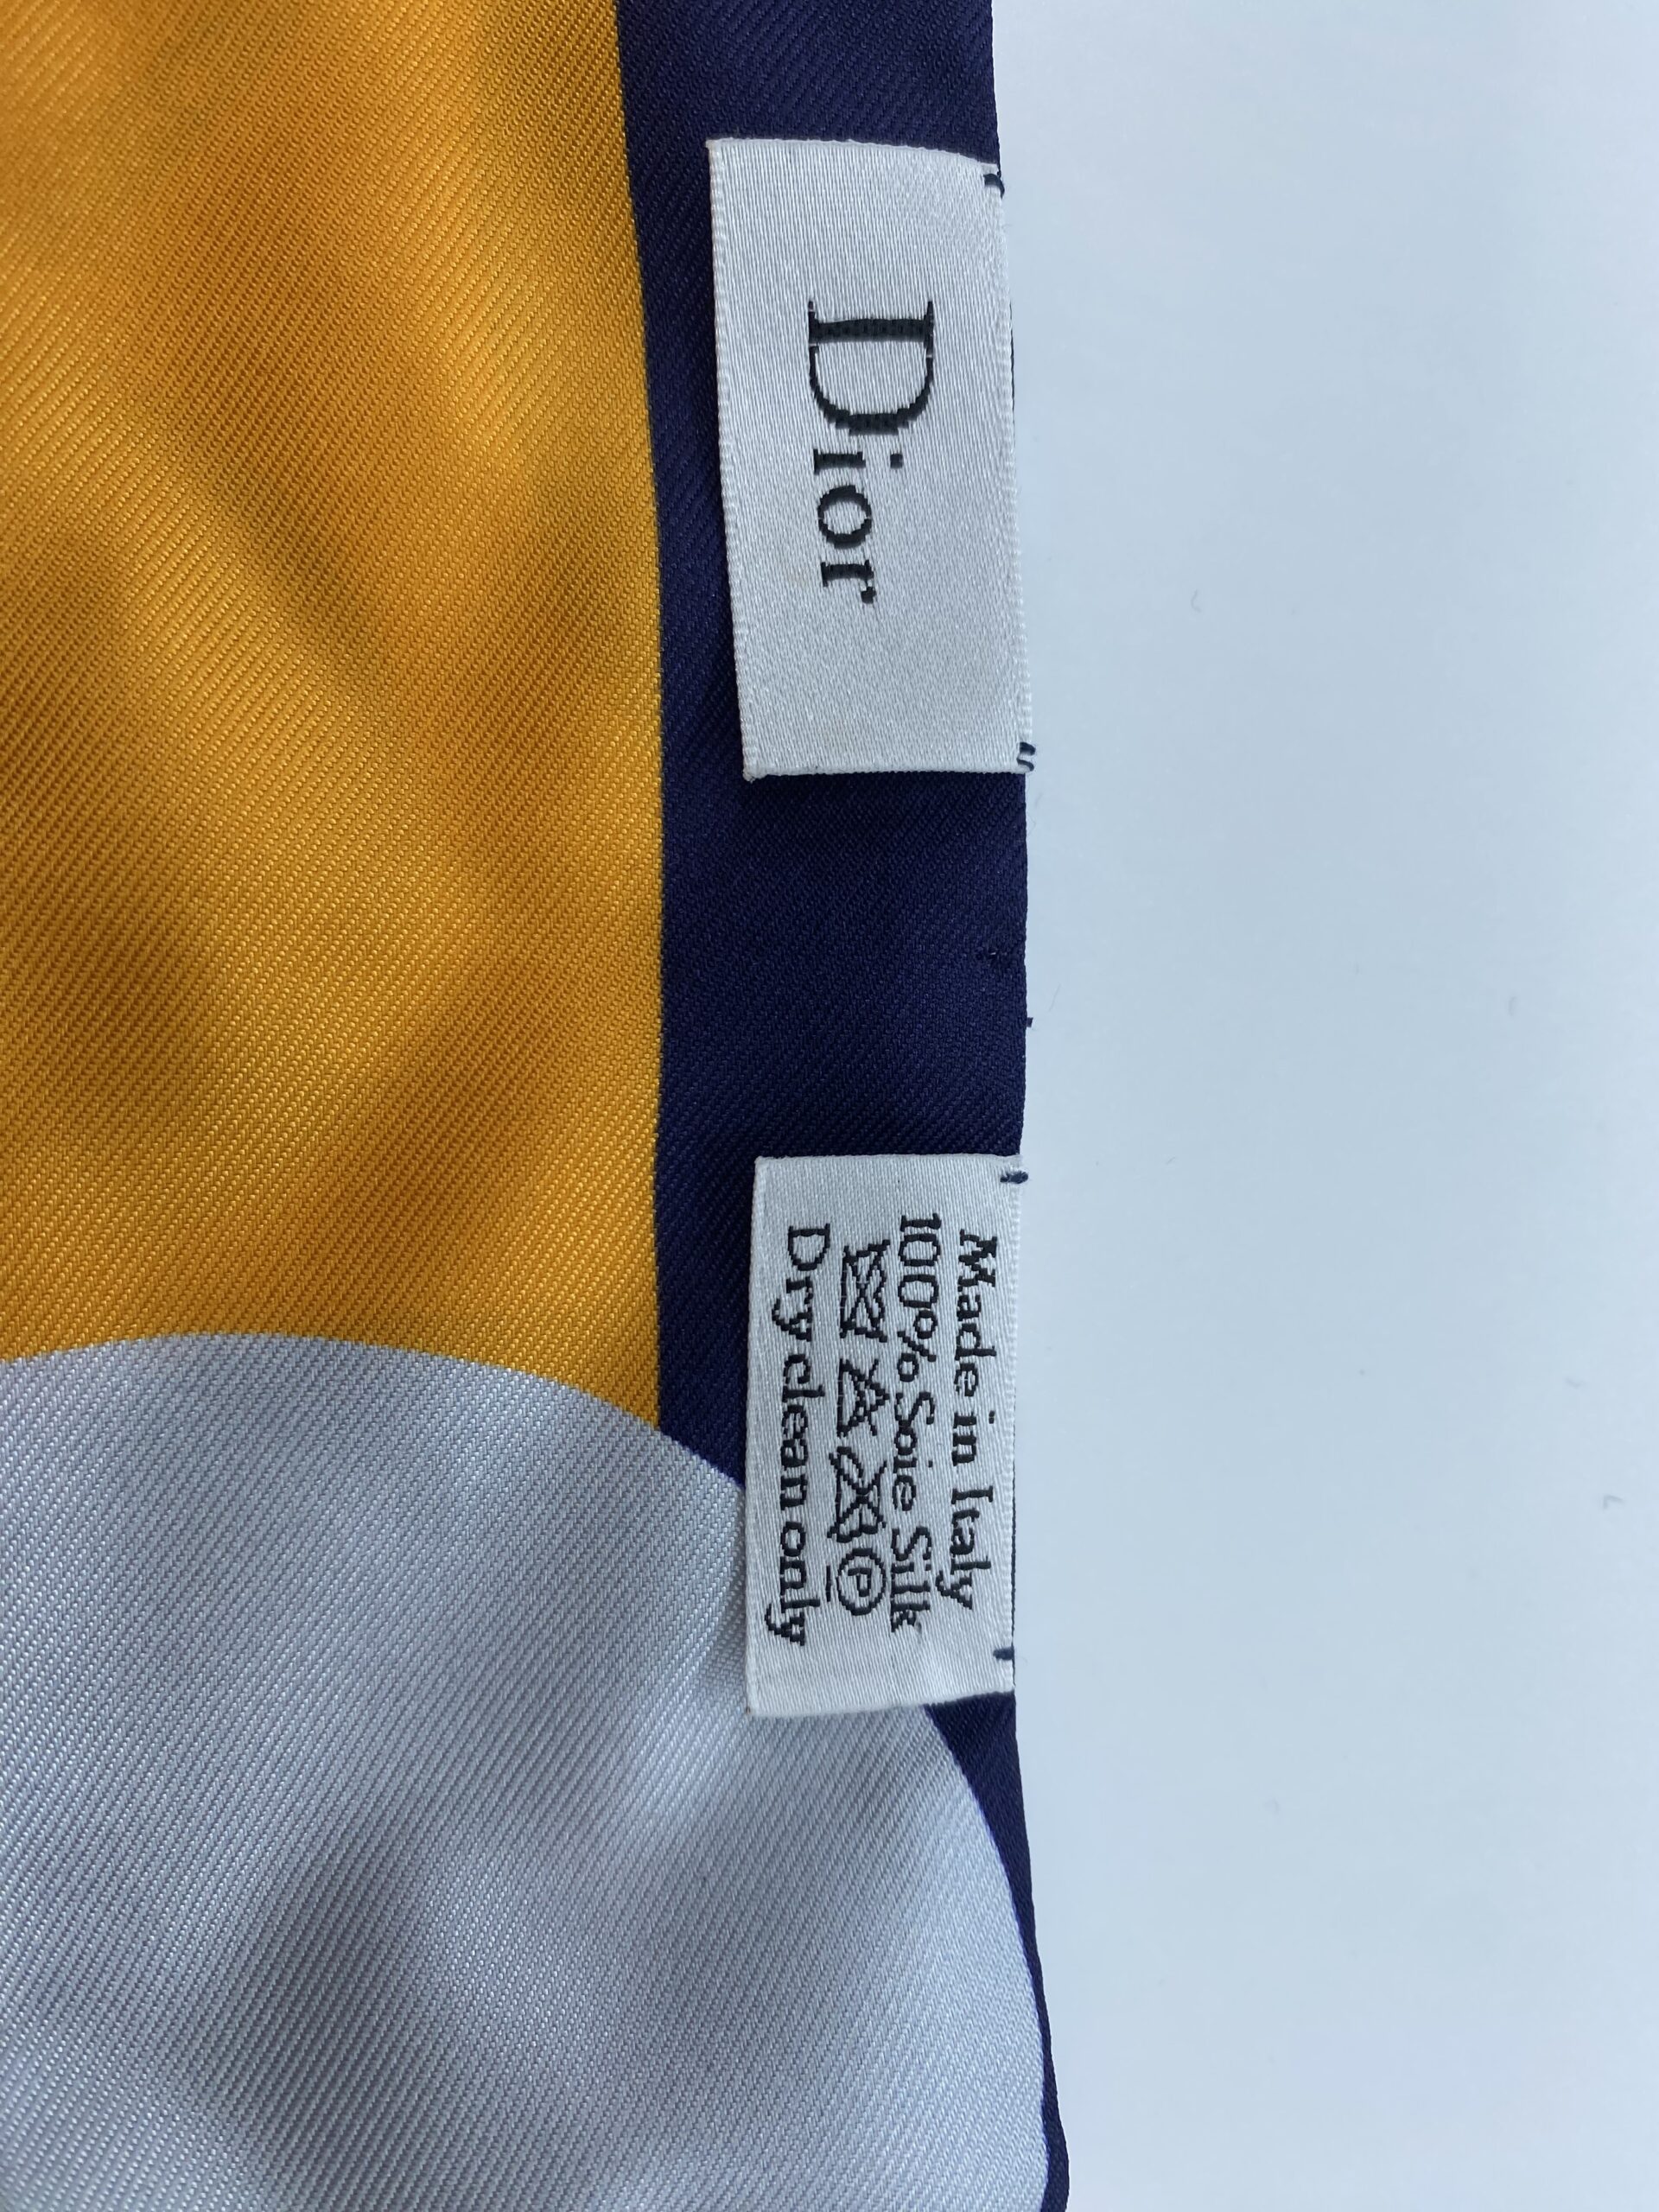 Dior
Made in Italy
100% Soie Silk
P
Dry clean only